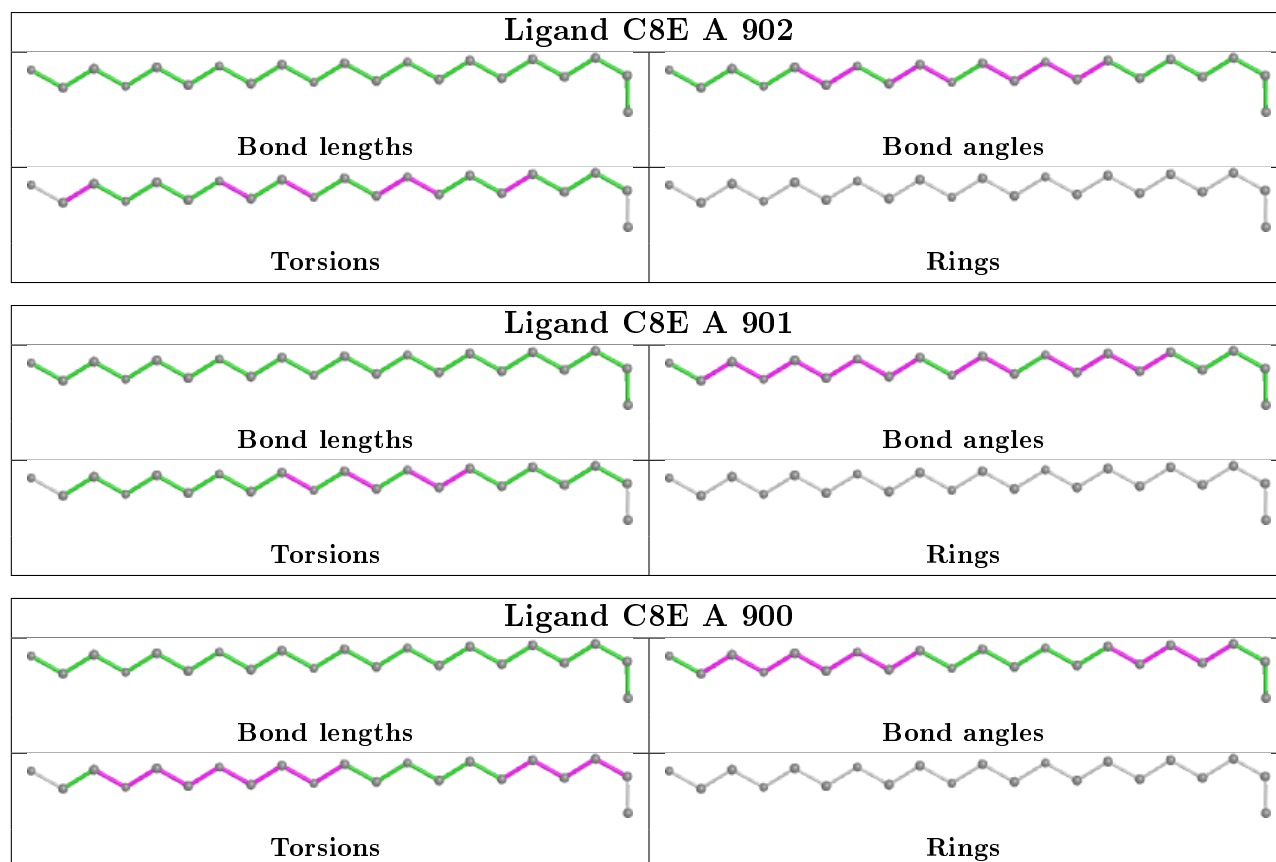 Ligand C8E A 902
Bond lengths
Bond angles
Torsions
Rings
Ligand C8E A 901
Bond lengths
Bond angles
Torsions
Rings
Ligand C8E A 900
Bond lengths
Bond angles
Torsions
Rings